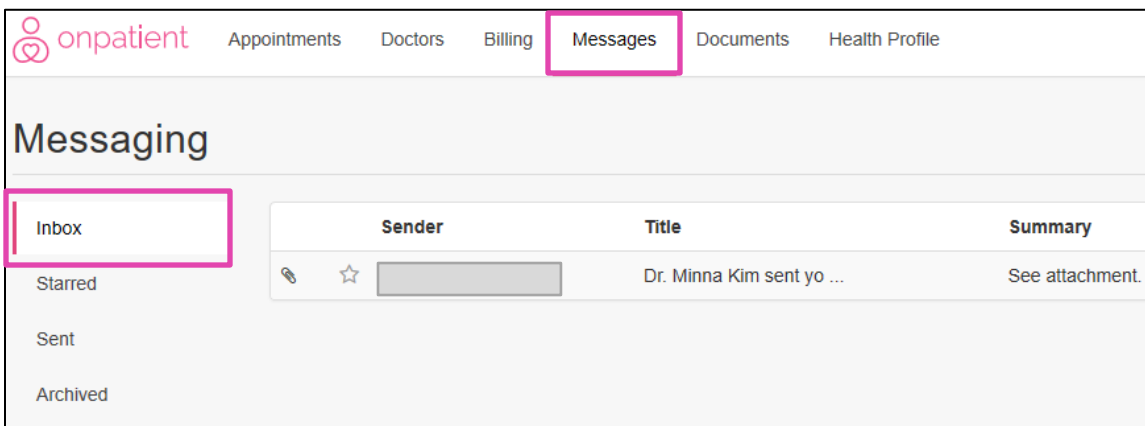 onpatient Appointments Doctors Billing Messages Documents Health Profile
Messaging
Inbox
Starred
Sent
Archived
Sender Title Summary
Dr. Minna Kim sent yo ... See attachment.